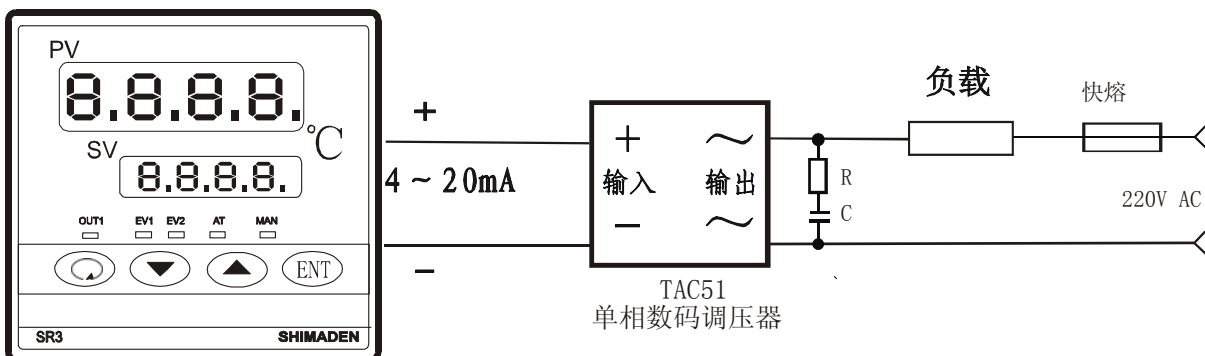 PV
8.8.8.8.
℃
SV
8.8.8.8.
OUT1 EV1 EV2 AT MAN
ENT
SR3 SHIMADEN
+
4 ~ 20mA
−
+ ~
输入 输出
− ~
TAC51
单相数码调压器
R
C
负载
快熔
220V AC